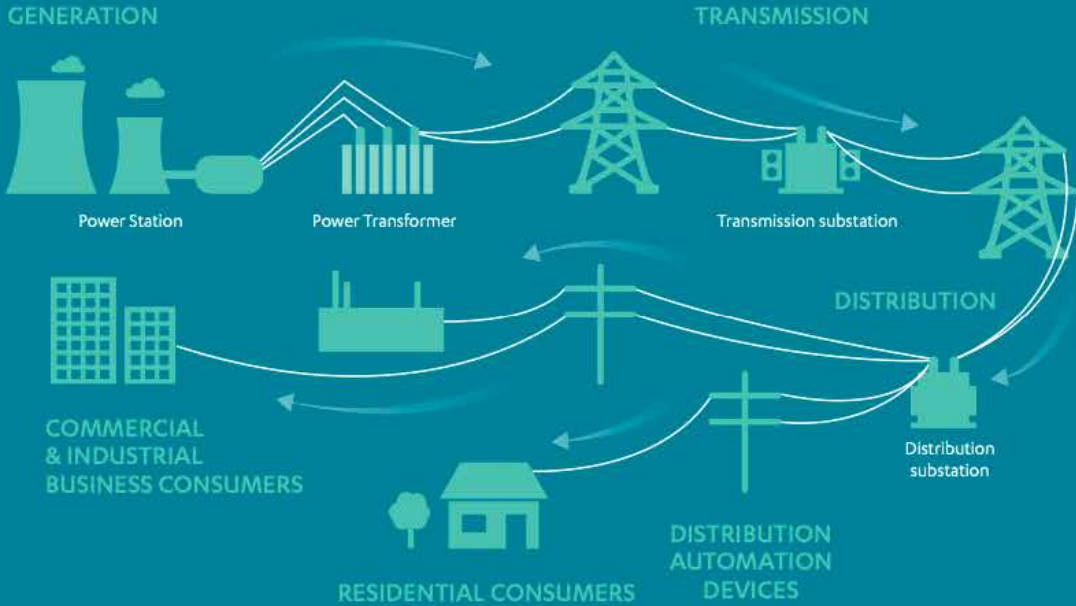 GENERATION
TRANSMISSION
Power Station
Power Transformer
Transmission substation
DISTRIBUTION
COMMERCIAL
& INDUSTRIAL
BUSINESS CONSUMERS
Distribution
substation
DISTRIBUTION
AUTOMATION
DEVICES
RESIDENTIAL CONSUMERS